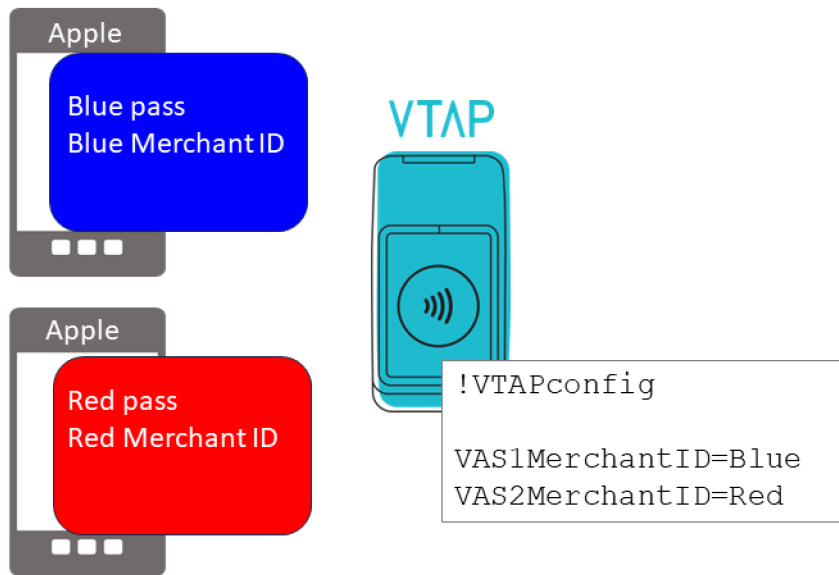 Apple
Blue pass
Blue Merchant ID
VTAP
Apple
Red pass
Red Merchant ID
!VTAPconfig
VAS1MerchantID=Blue
VAS2MerchantID=Red